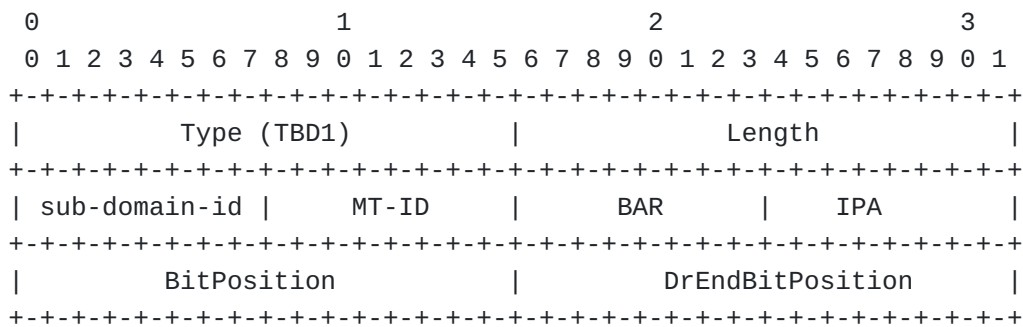 0                   1                   2                   3
 0 1 2 3 4 5 6 7 8 9 0 1 2 3 4 5 6 7 8 9 0 1 2 3 4 5 6 7 8 9 0 1
+-+-+-+-+-+-+-+-+-+-+-+-+-+-+-+-+-+-+-+-+-+-+-+-+-+-+-+-+-+-+-+-+
|          Type (TBD1)          |             Length            |
+-+-+-+-+-+-+-+-+-+-+-+-+-+-+-+-+-+-+-+-+-+-+-+-+-+-+-+-+-+-+-+-+
| sub-domain-id |     MT-ID     |      BAR      |    IPA        |
+-+-+-+-+-+-+-+-+-+-+-+-+-+-+-+-+-+-+-+-+-+-+-+-+-+-+-+-+-+-+-+-+
|         BitPosition           |         DrEndBitPosition      |
+-+-+-+-+-+-+-+-+-+-+-+-+-+-+-+-+-+-+-+-+-+-+-+-+-+-+-+-+-+-+-+-+